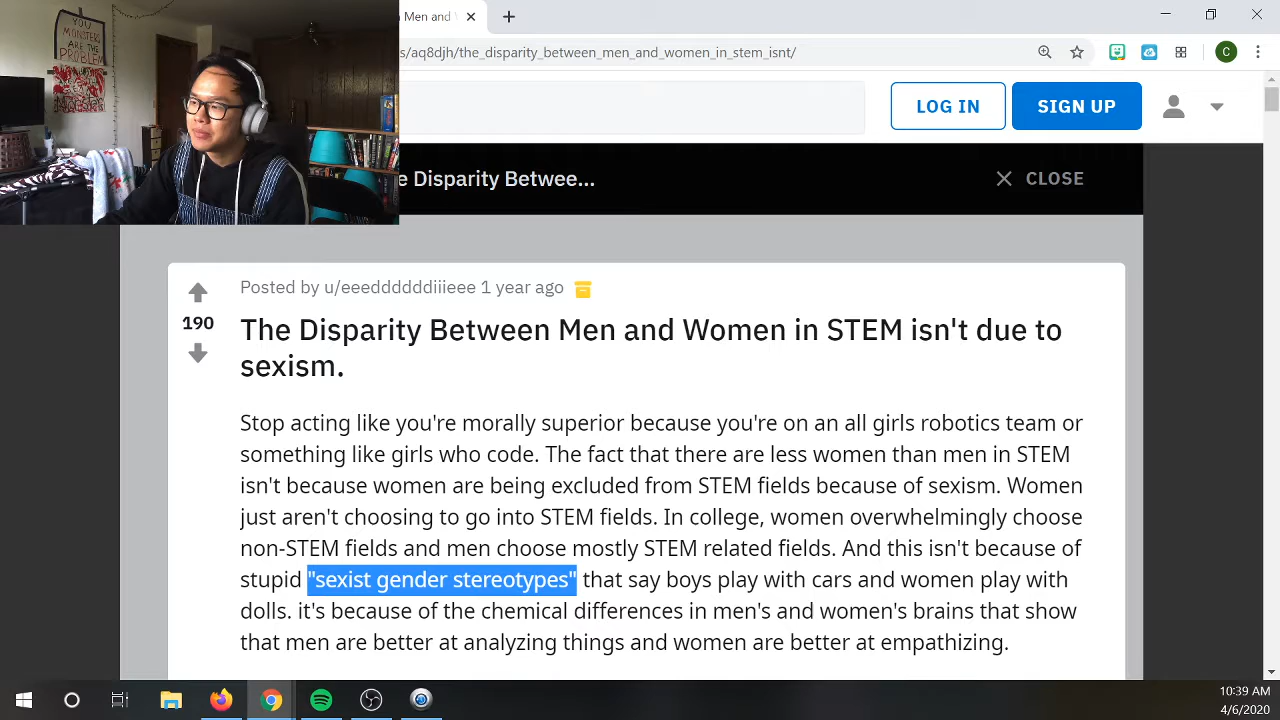 YOU
MONSTERS
ARE THE
PROBLEM
n Men and
s/aq8djh/the_disparity_between_men_and_women_in_stem_isnt/
C
LOG IN
SIGN UP
e Disparity Betwee...
CLOSE
Posted by u/eeeddddddiiieee 1 year ago
190
The Disparity Between Men and Women in STEM isn't due to
sexism.
Stop acting like you're morally superior because you're on an all girls robotics team or
something like girls who code. The fact that there are less women than men in STEM
isn't because women are being excluded from STEM fields because of sexism. Women
just aren't choosing to go into STEM fields. In college, women overwhelmingly choose
non-STEM fields and men choose mostly STEM related fields. And this isn't because of
stupid "sexist gender stereotypes" that say boys play with cars and women play with
dolls. it's because of the chemical differences in men's and women's brains that show
that men are better at analyzing things and women are better at empathizing.
10:39 AM
4/6/2020